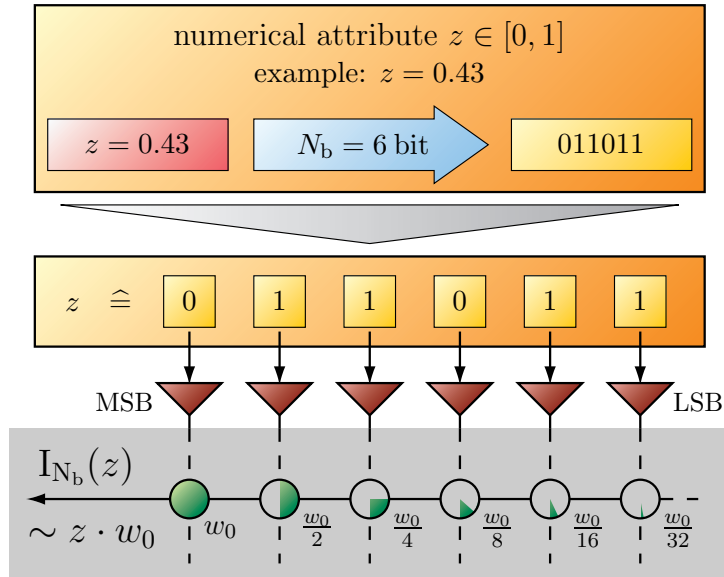 numerical attribute z ∈ [0, 1]
example: z = 0.43
z = 0.43 N_b = 6 bit 011011
z ≙ 0 1 1 0 1 1
MSB LSB
I_{N_b}(z)
∼ z · w_0 w_0 w_0/2 w_0/4 w_0/8 w_0/16 w_0/32